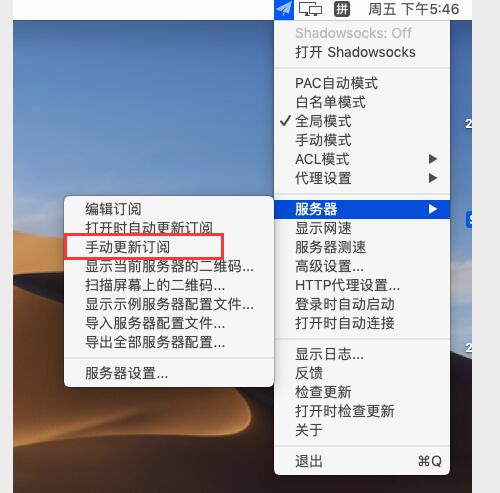 拼 周五 下午5:46
Shadowsocks: Off
打开 Shadowsocks
PAC自动模式
白名单模式
✓ 全局模式
手动模式
ACL模式 ▶
代理设置 ▶
服务器 ▶
显示网速
服务器测速
高级设置...
HTTP代理设置...
登录时自动启动
打开时自动连接
显示日志...
反馈
检查更新
打开时检查更新
关于
退出 ⌘Q
编辑订阅
打开时自动更新订阅
手动更新订阅
显示当前服务器的二维码...
扫描屏幕上的二维码...
显示示例服务器配置文件...
导入服务器配置文件...
导出全部服务器配置...
服务器设置...
2
2